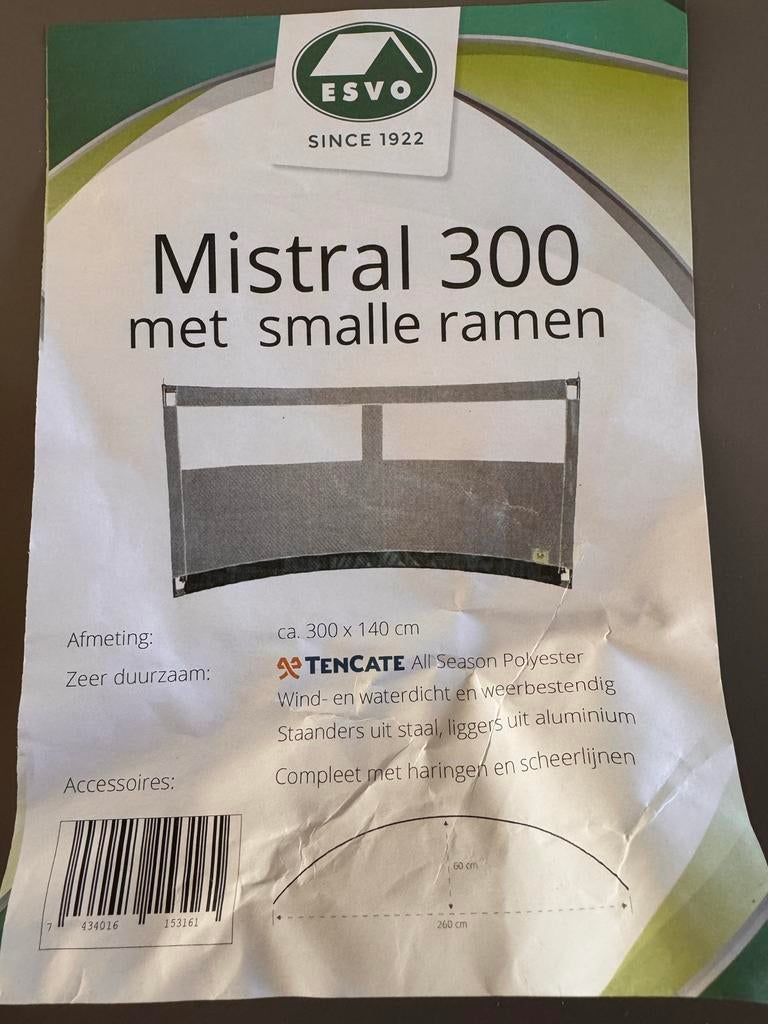 ESVO
SINCE 1922
Mistral 300
met smalle ramen
Afmeting: ca. 300 x 140 cm
Zeer duurzaam: TENCATE All Season Polyester
Wind- en waterdicht en weerbestendig
Staanders uit staal, liggers uit aluminium
Accessoires: Compleet met haringen en scheerlijnen
60 cm
260 cm
7 434016 153161